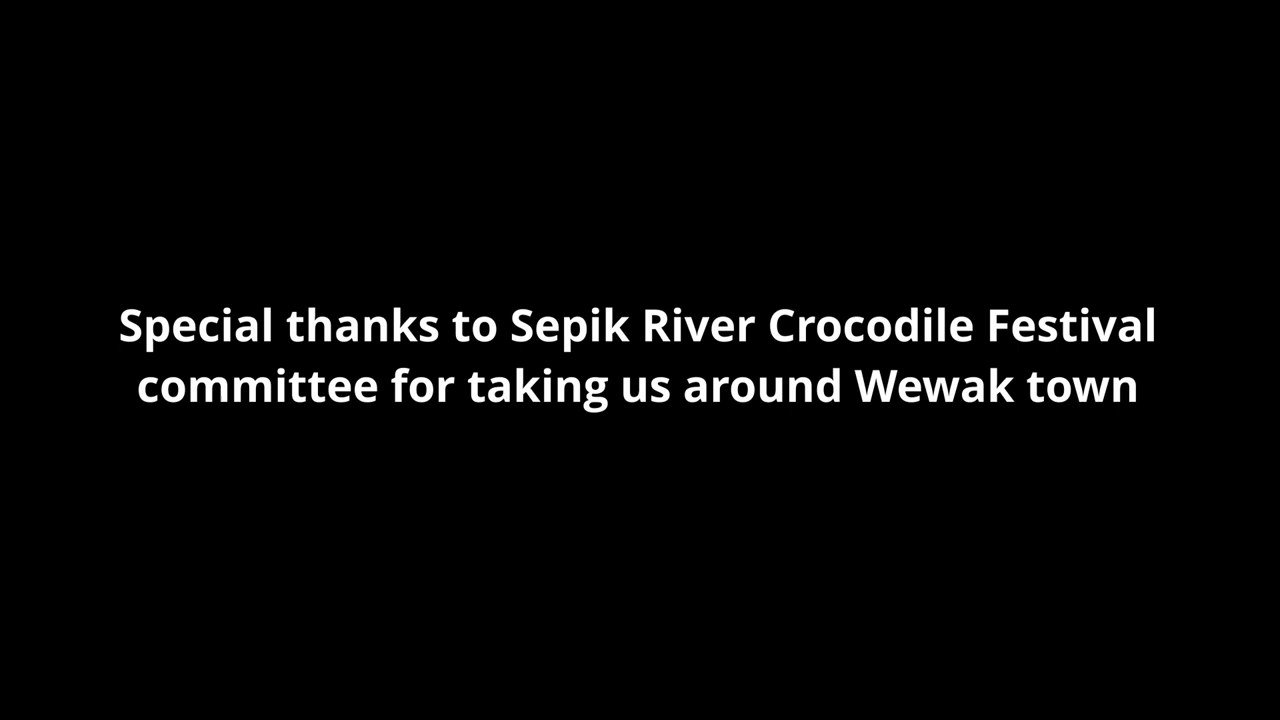 Special thanks to Sepik River Crocodile Festival
committee for taking us around Wewak town